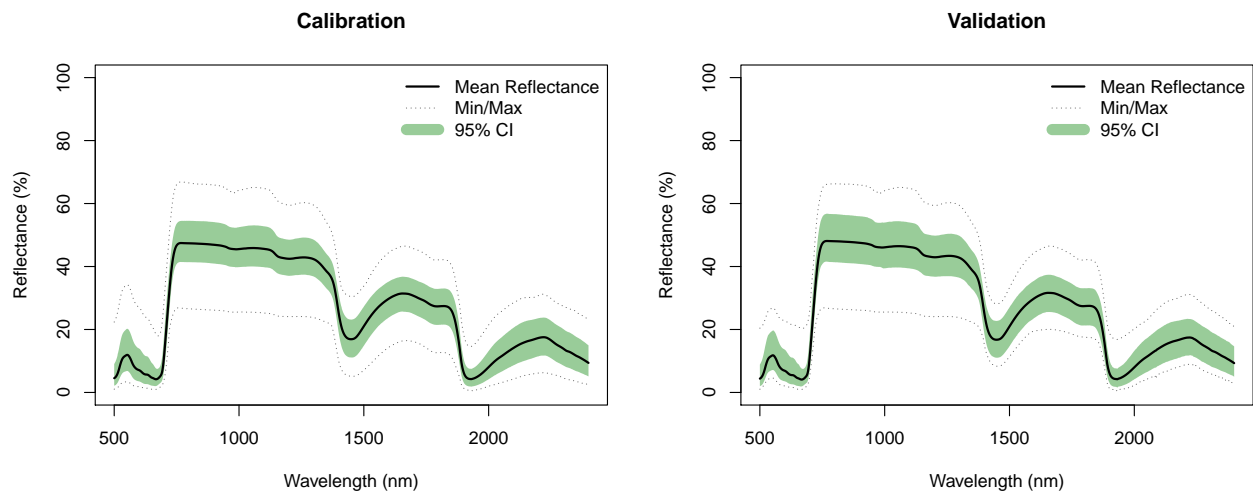 Calibration
Reflectance (%)
100
80
60
40
20
0
Mean Reflectance
Min/Max
95% CI
500
1000
1500
2000
Wavelength (nm)
Validation
Reflectance (%)
100
80
60
40
20
0
Mean Reflectance
Min/Max
95% CI
500
1000
1500
2000
Wavelength (nm)